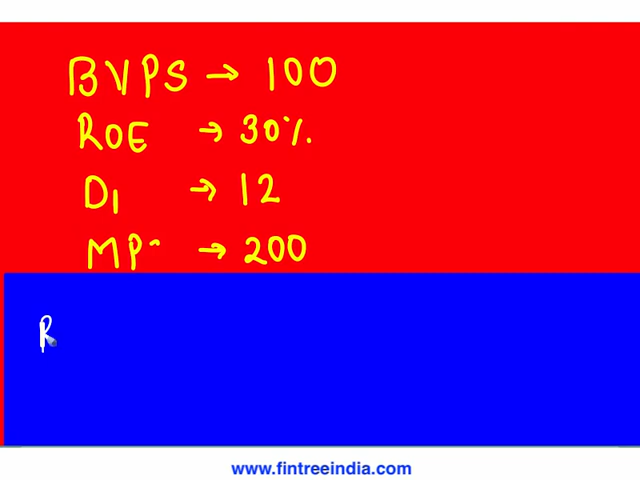 BVPS → 100
ROE → 30%.
D1 → 12
MP → 200
R
www.fintreeindia.com